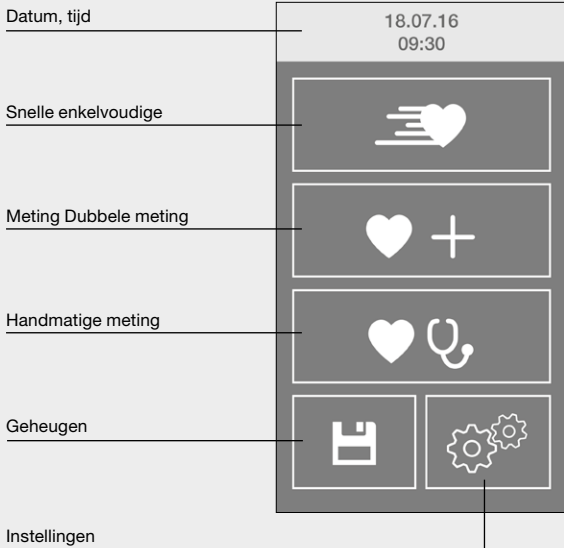 Datum, tijd
18.07.16
09:30
Snelle enkelvoudige
Meting Dubbele meting
Handmatige meting
Geheugen
Instellingen